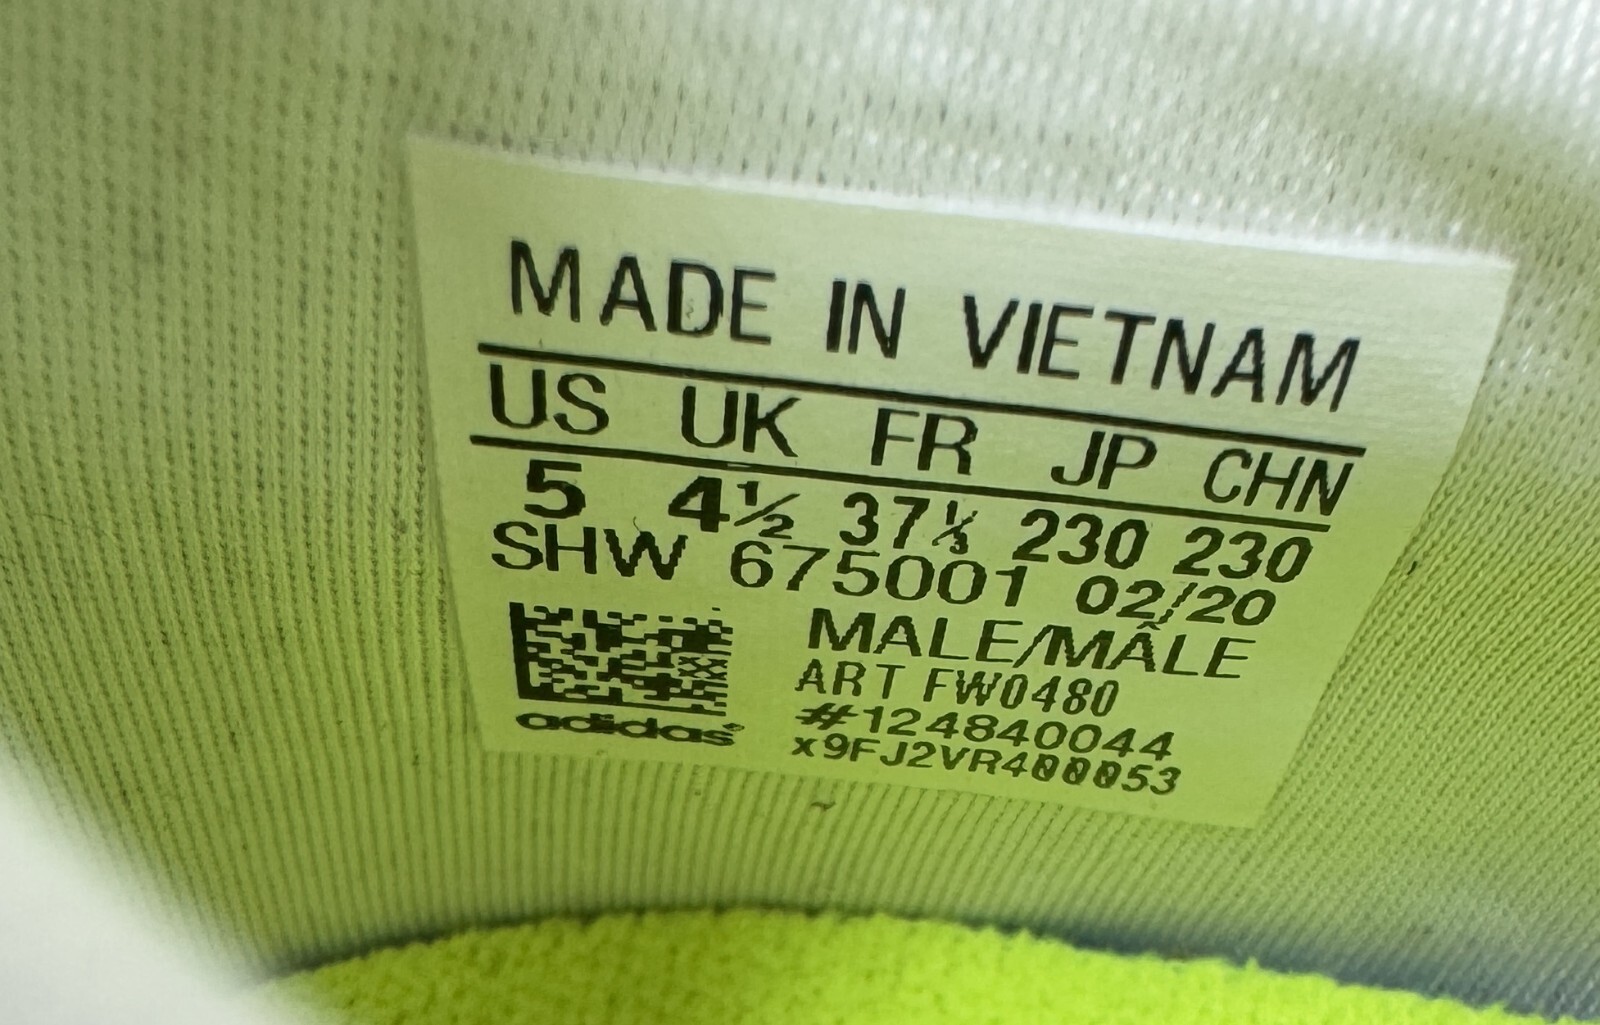 MADE IN VIETNAM
US UK FR JP CHN
5 4½ 37⅓ 230 230
SHW 675001 02/20
MALE/MÂLE
ART FW0480
#124840044
x9FJ2VR400053
adidas